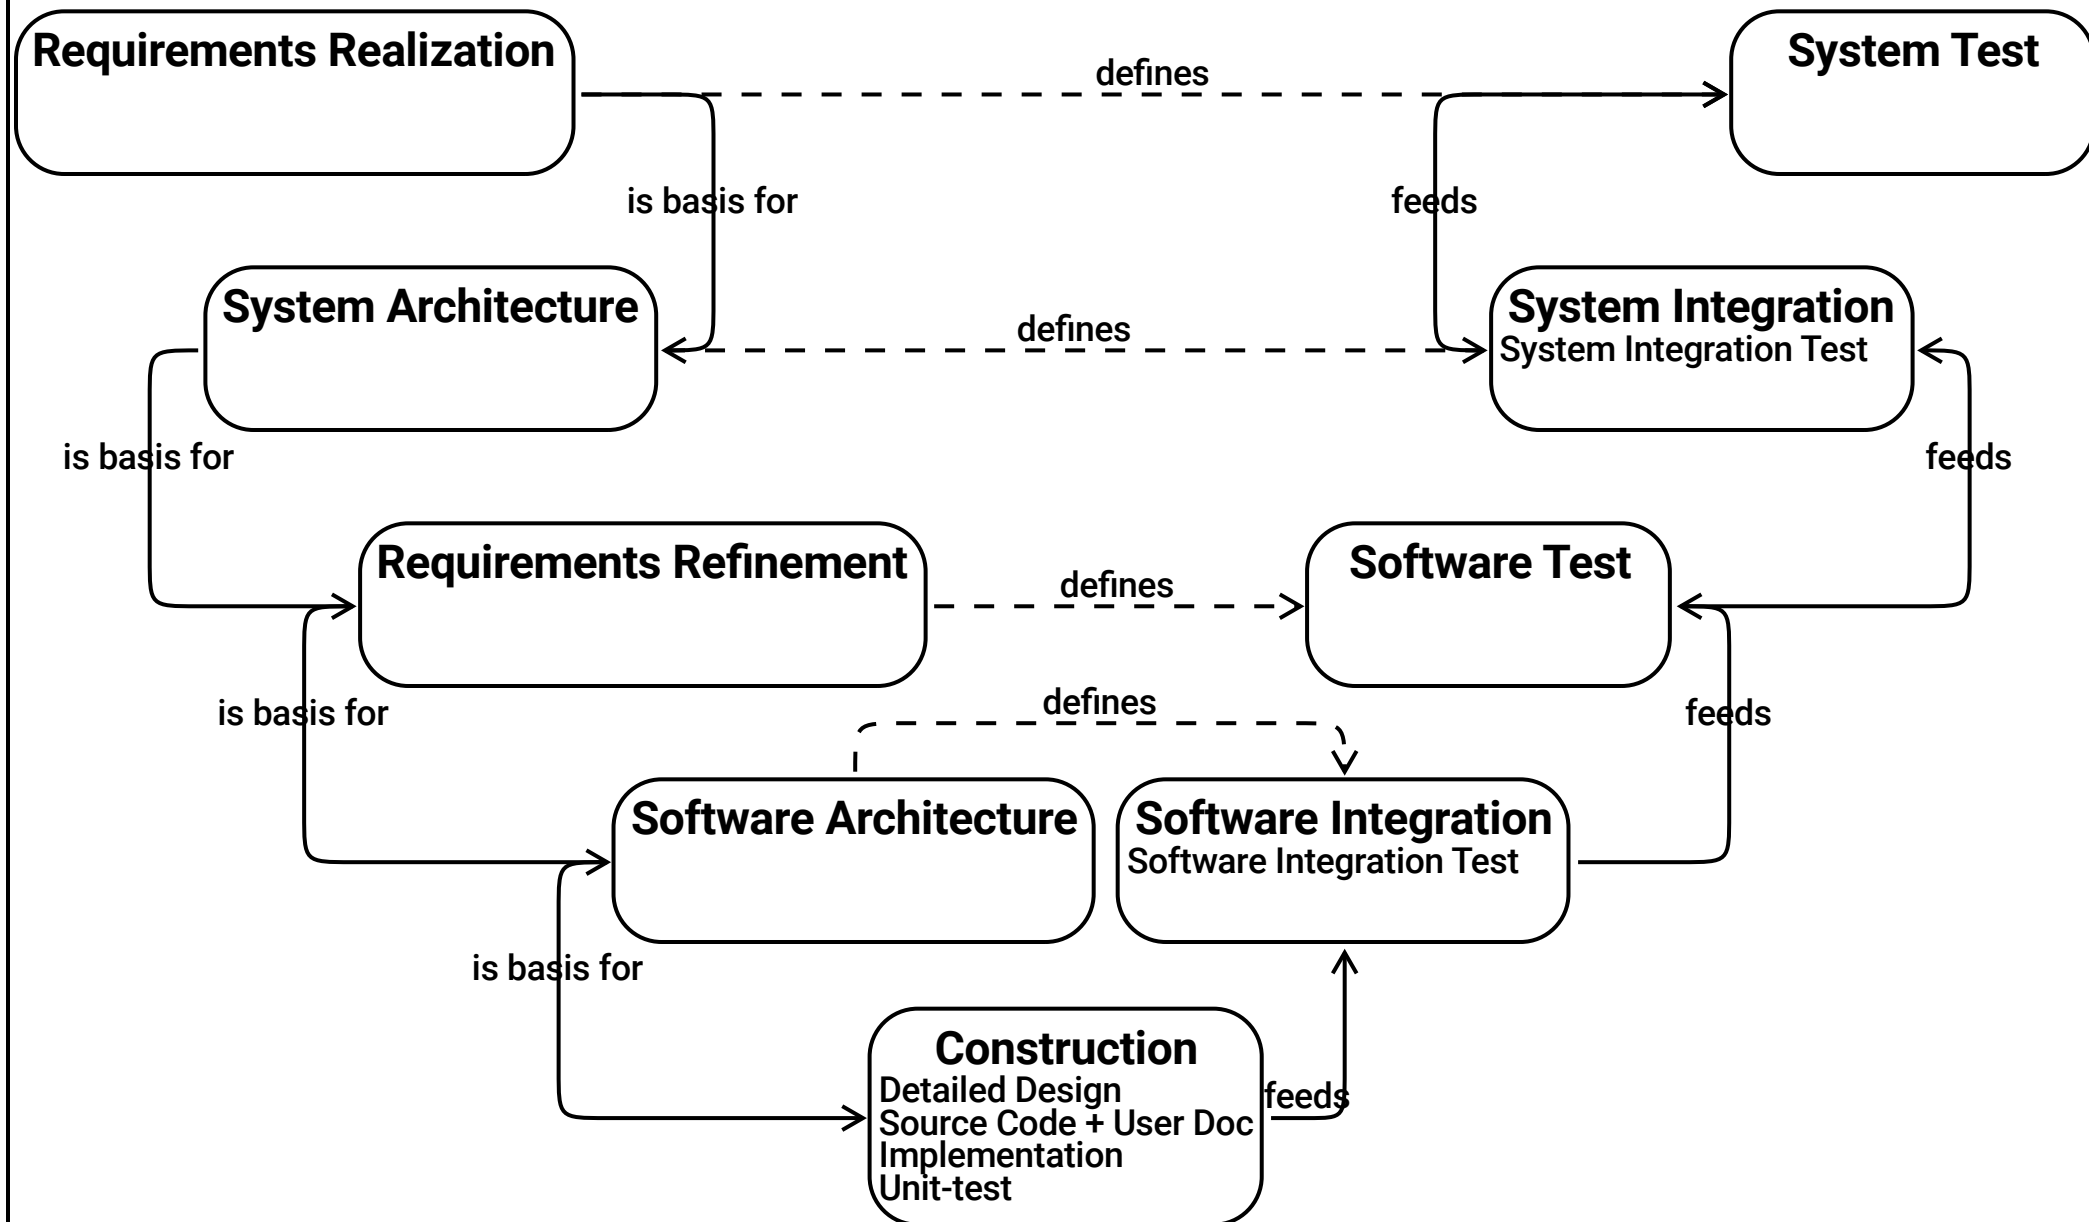 Requirements Realization
defines
System Test
is basis for
feeds
System Architecture
defines
System Integration
System Integration Test
is basis for
feeds
Requirements Refinement
defines
Software Test
is basis for
defines
feeds
Software Architecture
Software Integration
Software Integration Test
is basis for
Construction
Detailed Design
Source Code + User Doc
Implementation
Unit-test
feeds